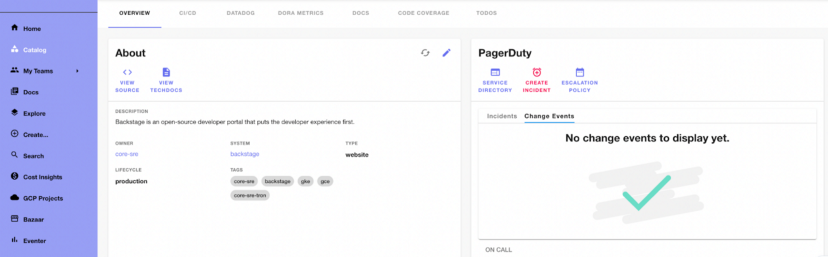 OVERVIEW CI/CD DATADOG DORA METRICS DOCS CODE COVERAGE TODOS
Home
Catalog
My Teams
Docs
Explore
Create...
Search
Cost Insights
GCP Projects
Bazaar
Eventer
About
VIEW SOURCE
VIEW TECHDOCS
DESCRIPTION
Backstage is an open-source developer portal that puts the developer experience first.
OWNER
core-sre
SYSTEM
backstage
TYPE
website
LIFECYCLE
production
TAGS
core-sre backstage gke gce
core-sre-tron
PagerDuty
SERVICE DIRECTORY
CREATE INCIDENT
ESCALATION POLICY
Incidents Change Events
No change events to display yet.
ON CALL